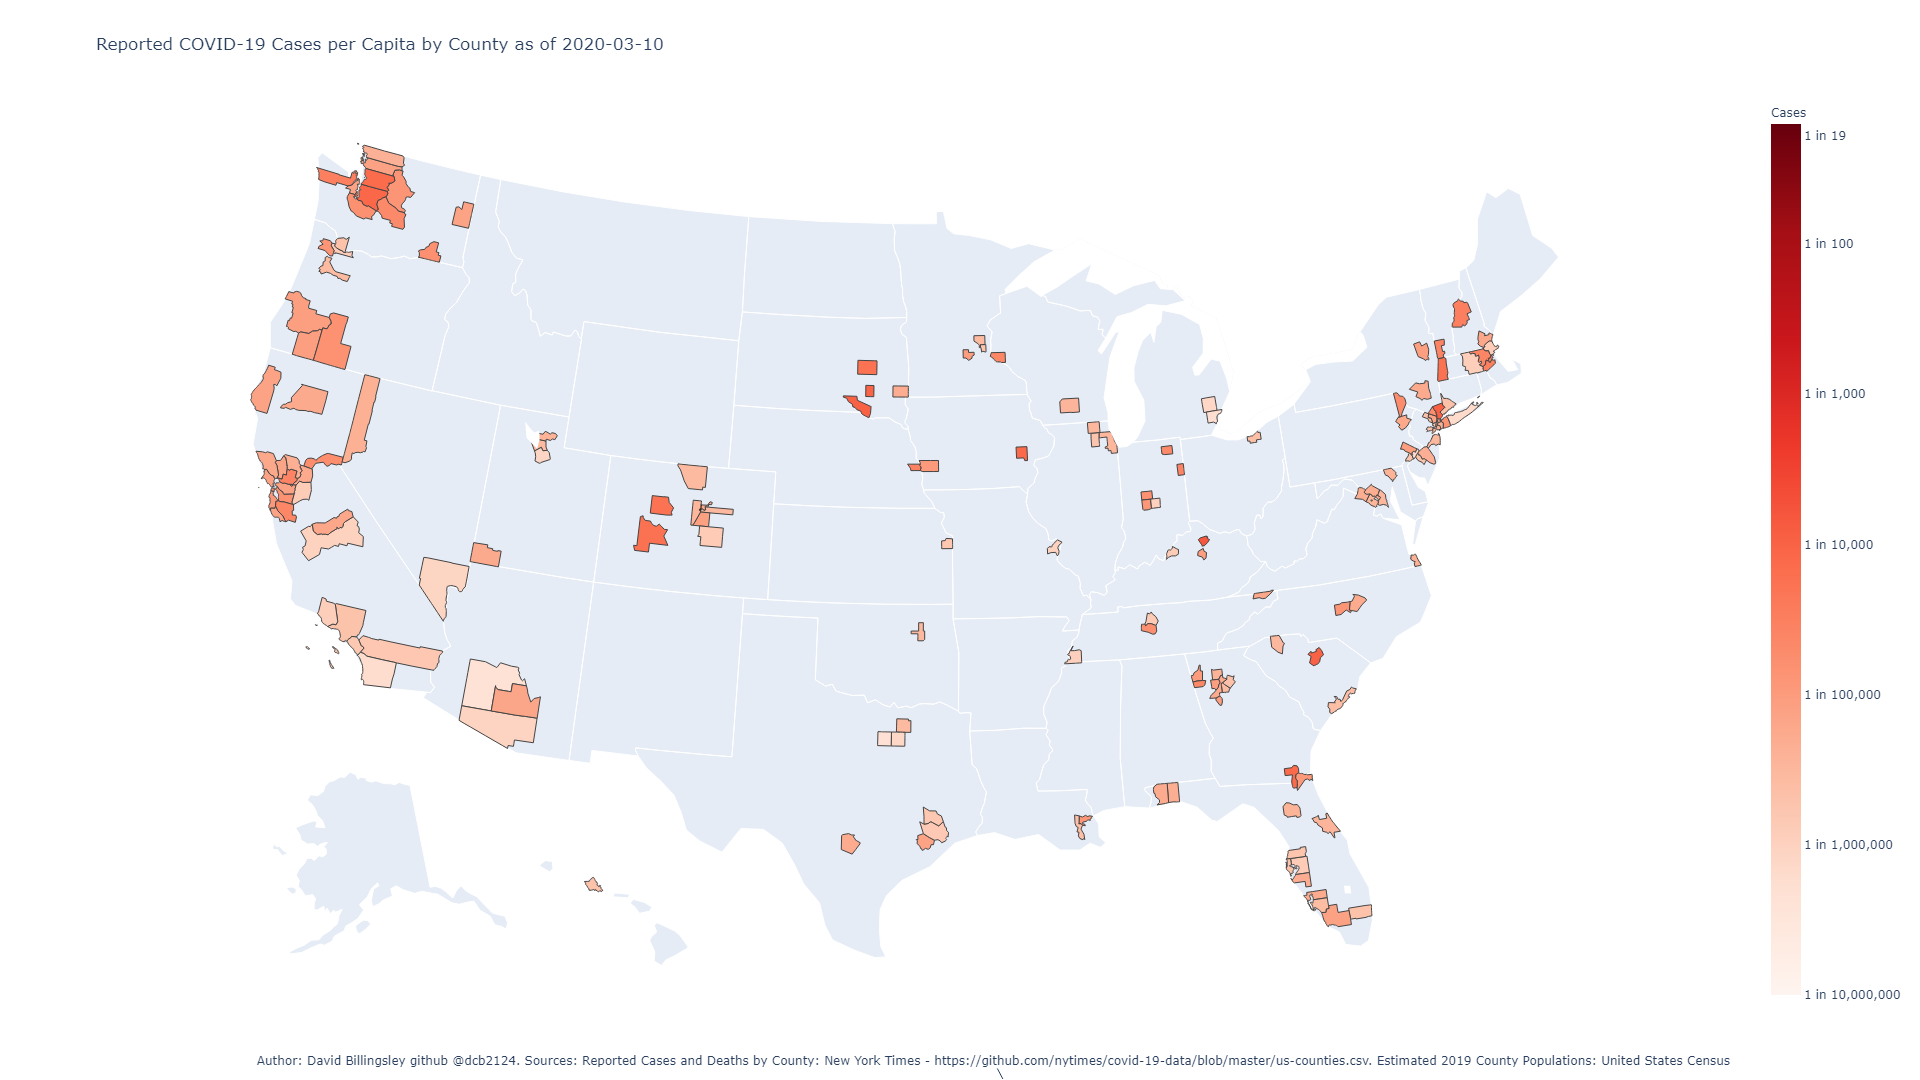 Reported COVID-19 Cases per Capita by County as of 2020-03-10
Cases
1 in 19
1 in 100
1 in 1,000
1 in 10,000
1 in 100,000
1 in 1,000,000
1 in 10,000,000
Author: David Billingsley github @dcb2124. Sources: Reported Cases and Deaths by County: New York Times - https://github.com/nytimes/covid-19-data/blob/master/us-counties.csv. Estimated 2019 County Populations: United States Census